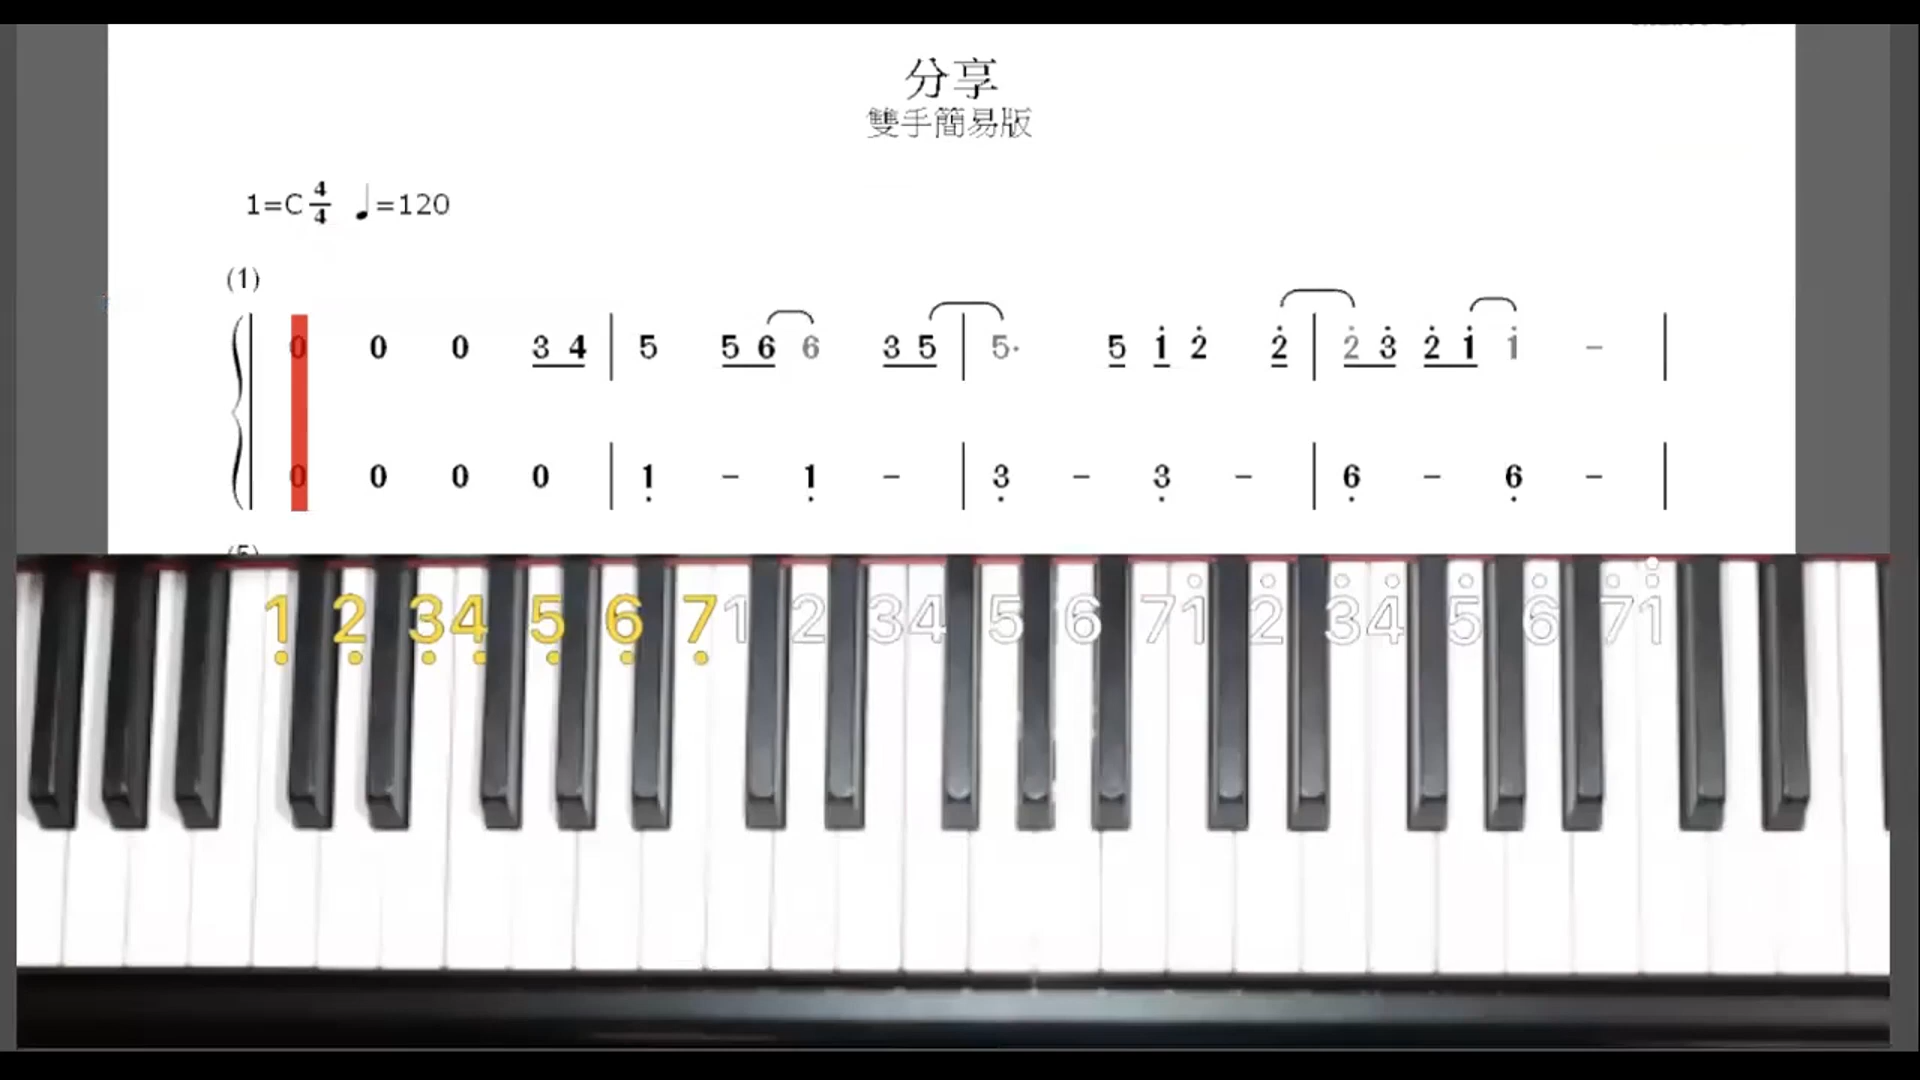 分享
雙手簡易版
1=C 4/4 ♩=120
(1)
0 0 0 3 4 | 5 5 6 6 3 5 | 5· 5 1̇ 2̇ 2̇ | 2̇ 3̇ 2̇ 1̇ 1̇ – |
0 0 0 0 | 1̣ – 1̣ – | 3̣ – 3̣ – | 6̣ – 6̣ – |
(5)
1̣ 2̣ 3̣ 4̣ 5̣ 6̣ 7̣ 1 2 3 4 5 6 7 1̇ 2̇ 3̇ 4̇ 5̇ 6̇ 7̇ 1̈